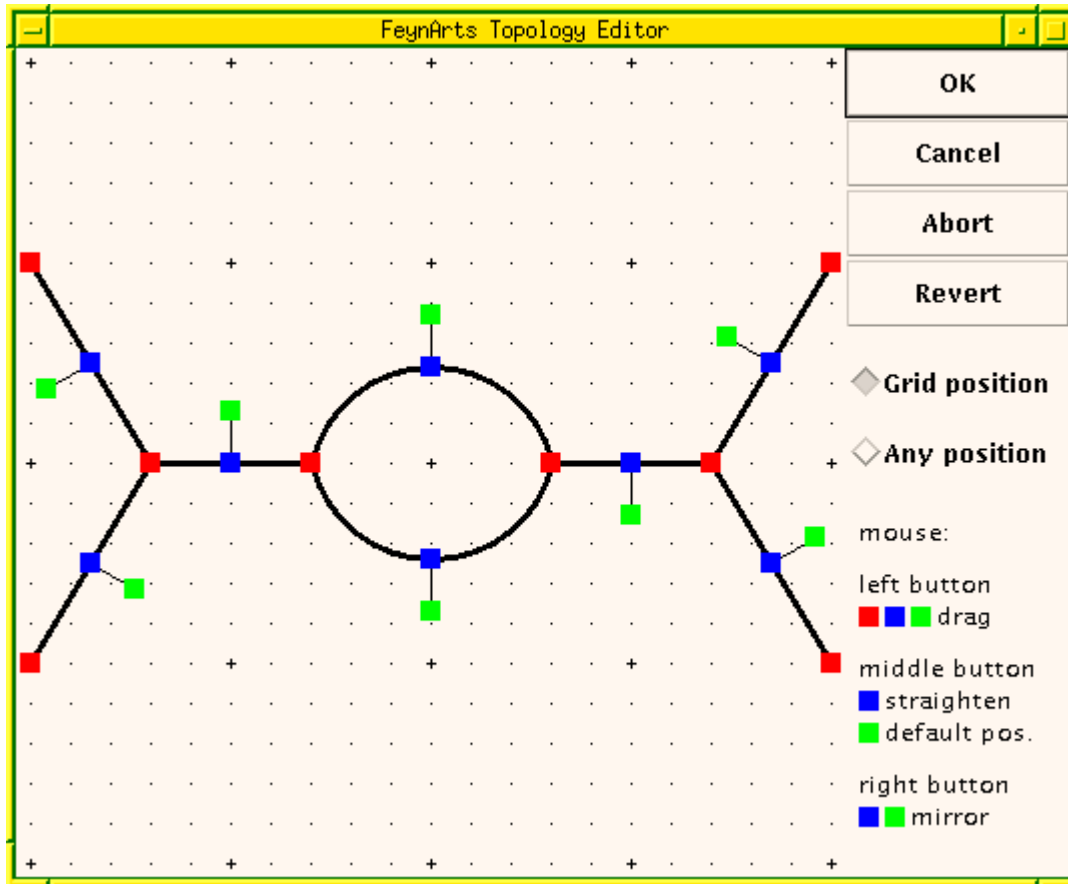 FeynArts Topology Editor
OK
Cancel
Abort
Revert
Grid position
Any position
mouse:
left button
drag
middle button
straighten
default pos.
right button
mirror